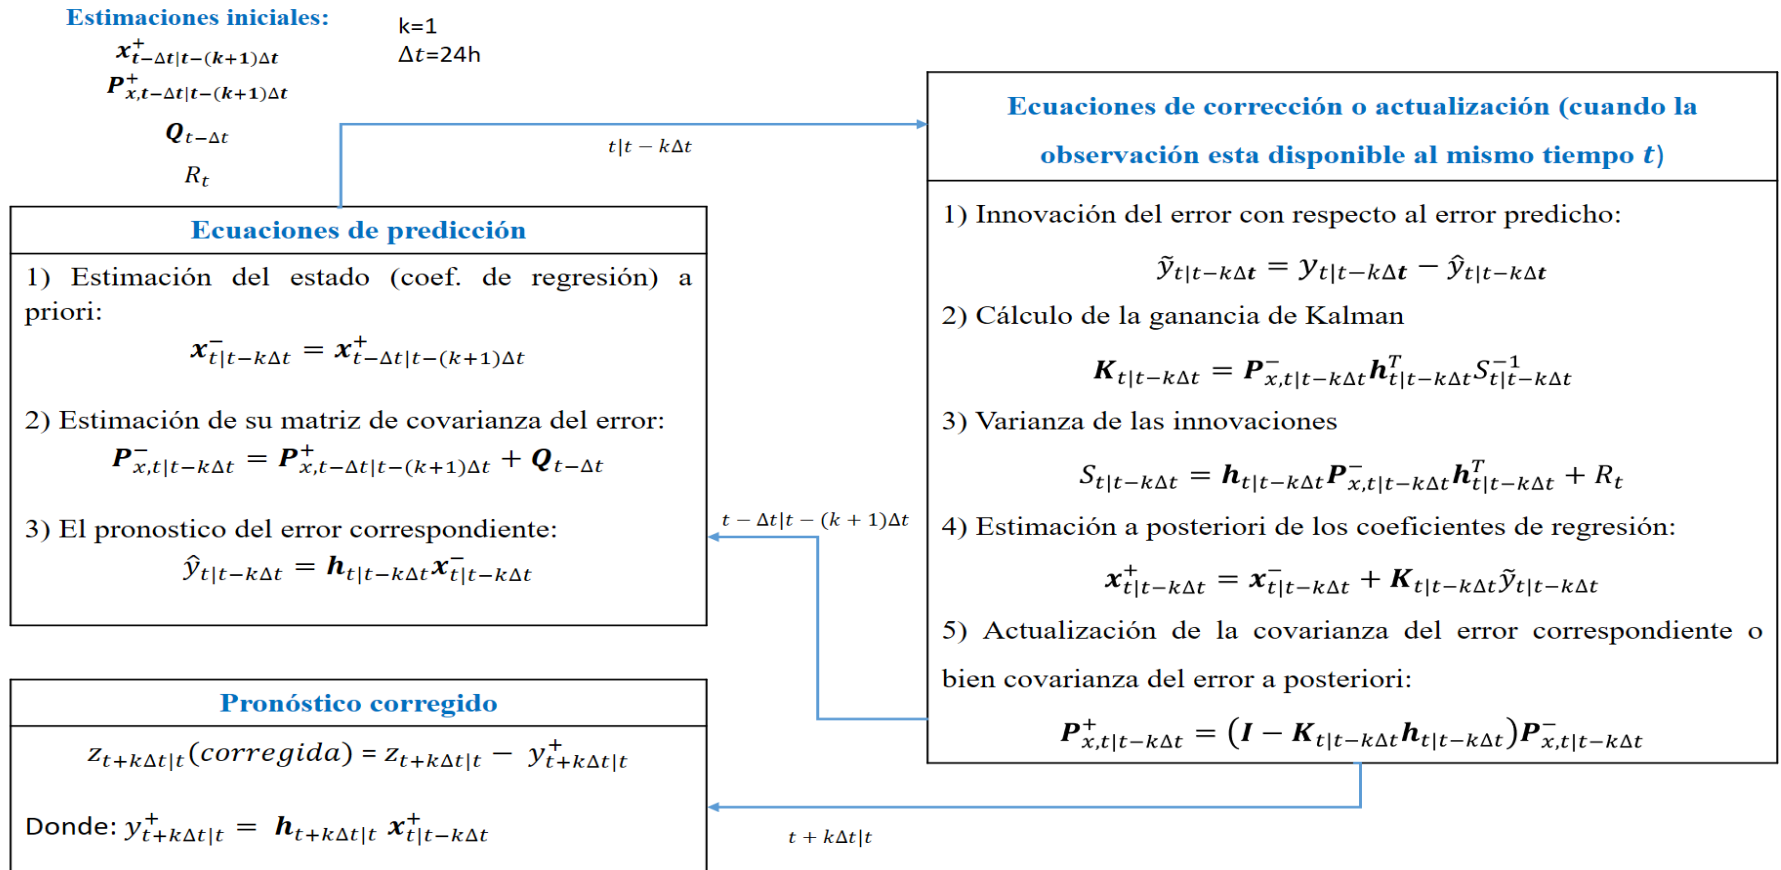 Estimaciones iniciales:
𝒙⁺_{t−Δt|t−(k+1)Δt}
𝑷⁺_{x,t−Δt|t−(k+1)Δt}
𝑸_{t−Δt}
R_t
k=1
Δt=24h
t|t − kΔt
Ecuaciones de predicción
1) Estimación del estado (coef. de regresión) a
priori:
𝒙⁻_{t|t−kΔt} = 𝒙⁺_{t−Δt|t−(k+1)Δt}
2) Estimación de su matriz de covarianza del error:
𝑷⁻_{x,t|t−kΔt} = 𝑷⁺_{x,t−Δt|t−(k+1)Δt} + 𝑸_{t−Δt}
3) El pronostico del error correspondiente:
ŷ_{t|t−kΔt} = 𝒉_{t|t−kΔt}𝒙⁻_{t|t−kΔt}
t − Δt|t − (k + 1)Δt
Ecuaciones de corrección o actualización (cuando la
observación esta disponible al mismo tiempo t)
1) Innovación del error con respecto al error predicho:
ỹ_{t|t−kΔt} = y_{t|t−kΔt} − ŷ_{t|t−kΔt}
2) Cálculo de la ganancia de Kalman
𝑲_{t|t−kΔt} = 𝑷⁻_{x,t|t−kΔt}𝒉ᵀ_{t|t−kΔt}S⁻¹_{t|t−kΔt}
3) Varianza de las innovaciones
S_{t|t−kΔt} = 𝒉_{t|t−kΔt}𝑷⁻_{x,t|t−kΔt}𝒉ᵀ_{t|t−kΔt} + R_t
4) Estimación a posteriori de los coeficientes de regresión:
𝒙⁺_{t|t−kΔt} = 𝒙⁻_{t|t−kΔt} + 𝑲_{t|t−kΔt}ỹ_{t|t−kΔt}
5) Actualización de la covarianza del error correspondiente o
bien covarianza del error a posteriori:
𝑷⁺_{x,t|t−kΔt} = (𝑰 − 𝑲_{t|t−kΔt}𝒉_{t|t−kΔt})𝑷⁻_{x,t|t−kΔt}
Pronóstico corregido
z_{t+kΔt|t}(corregida) = z_{t+kΔt|t} − y⁺_{t+kΔt|t}
Donde: y⁺_{t+kΔt|t} = 𝒉_{t+kΔt|t} 𝒙⁺_{t|t−kΔt}
t + kΔt|t